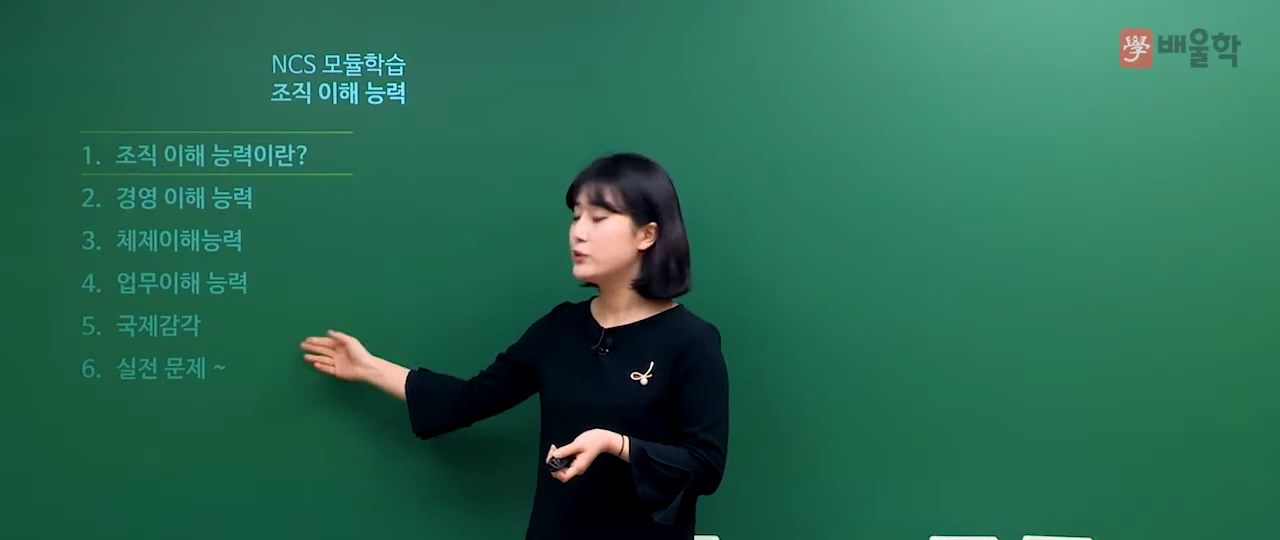 NCS 모듈학습
조직 이해 능력
學 배울학
1. 조직 이해 능력이란?
2. 경영 이해 능력
3. 체제이해능력
4. 업무이해 능력
5. 국제감각
6. 실전 문제 ~